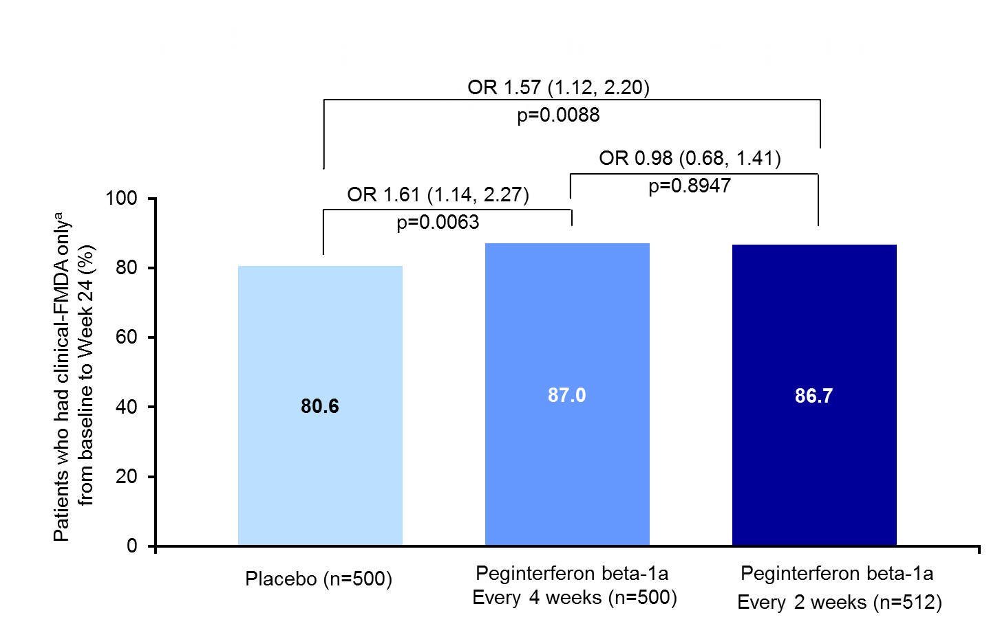 OR 1.57 (1.12, 2.20)
p=0.0088
OR 0.98 (0.68, 1.41)
p=0.8947
OR 1.61 (1.14, 2.27)
p=0.0063
Patients who had clinical-FMDA onlyᵃ
from baseline to Week 24 (%)
100
80
60
40
20
0
80.6
87.0
86.7
Placebo (n=500)
Peginterferon beta-1a
Every 4 weeks (n=500)
Peginterferon beta-1a
Every 2 weeks (n=512)